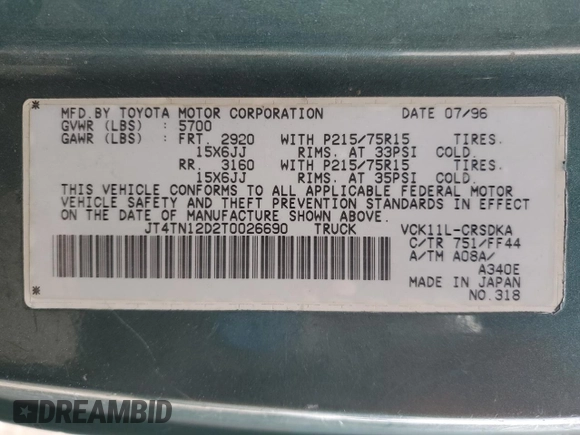 MFD.BY TOYOTA MOTOR CORPORATION DATE 07/96
GVWR (LBS) : 5700
GAWR (LBS) : FRT. 2920 WITH P215/75R15 TIRES.
15X6JJ RIMS. AT 33PSI COLD.
RR. 3160 WITH P215/75R15 TIRES.
15X6JJ RIMS. AT 35PSI COLD.
THIS VEHICLE CONFORMS TO ALL APPLICABLE FEDERAL MOTOR
VEHICLE SAFETY AND THEFT PREVENTION STANDARDS IN EFFECT
ON THE DATE OF MANUFACTURE SHOWN ABOVE.
JT4TN12D2T0026690 TRUCK VCK11L-CRSDKA
C/TR 751/FF44
A/TM A08A/
A340E
MADE IN JAPAN
NO.318
DREAMBID